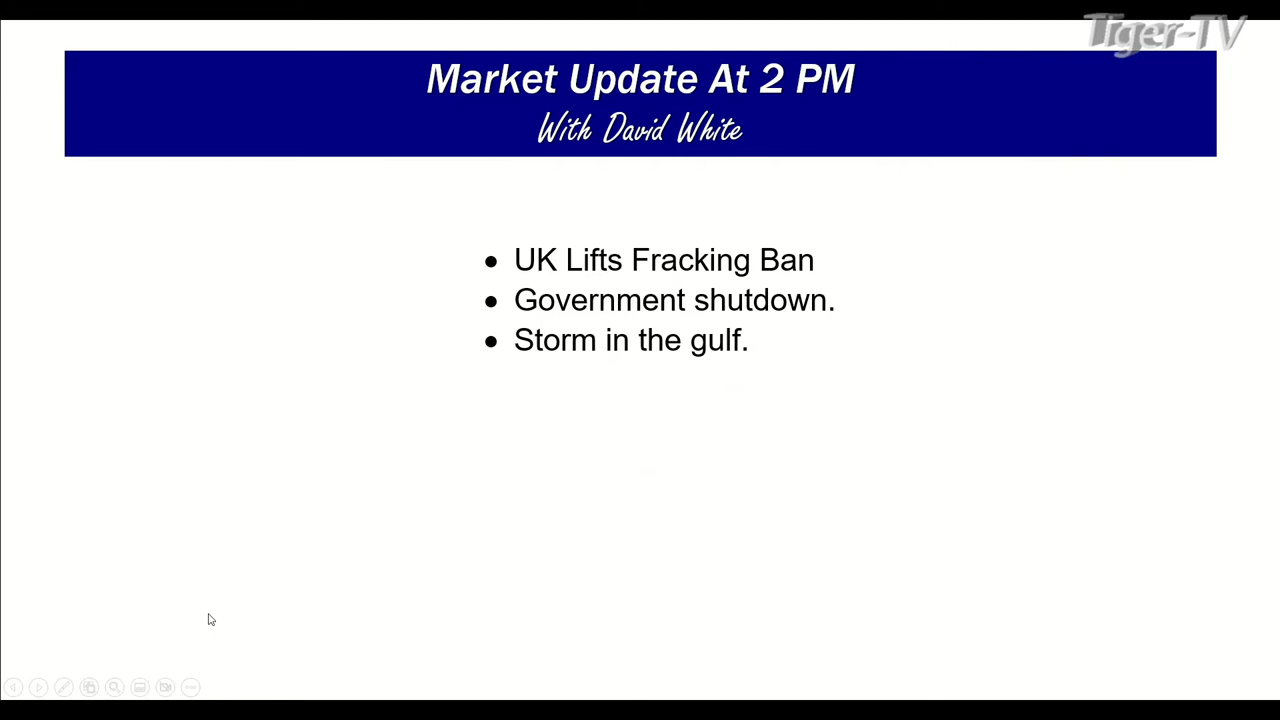 Tiger-TV
Market Update At 2 PM
With David White
• UK Lifts Fracking Ban
• Government shutdown.
• Storm in the gulf.